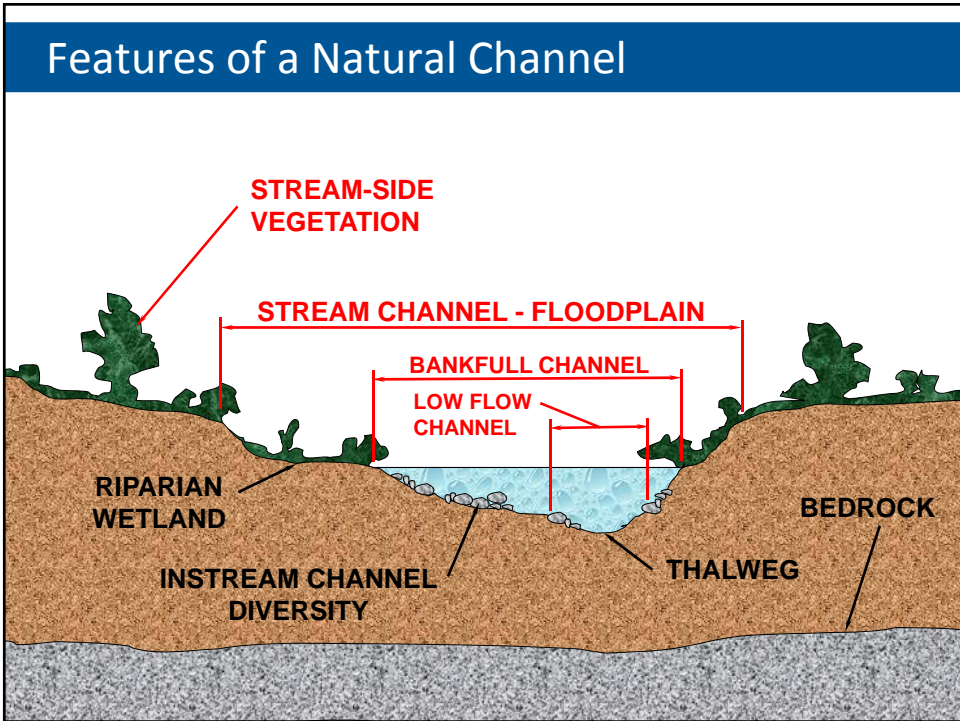 Features of a Natural Channel
STREAM-SIDE
VEGETATION
STREAM CHANNEL - FLOODPLAIN
BANKFULL CHANNEL
LOW FLOW
CHANNEL
RIPARIAN
WETLAND
BEDROCK
INSTREAM CHANNEL
DIVERSITY
THALWEG